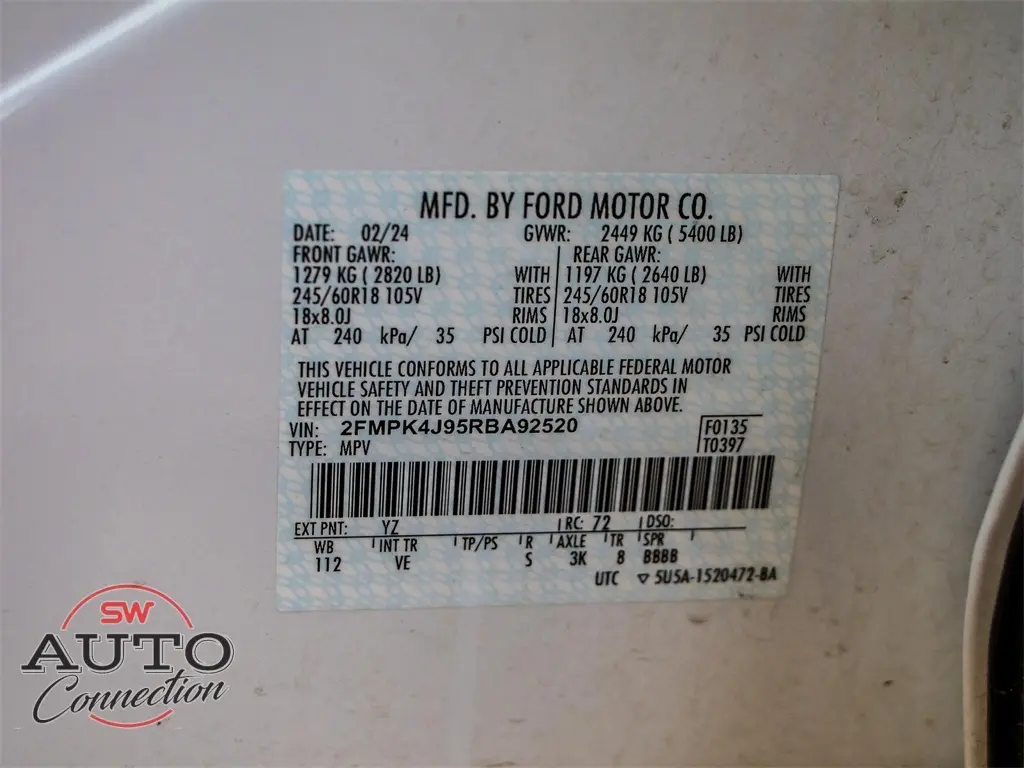 MFD. BY FORD MOTOR CO.
DATE: 02/24 GVWR: 2449 KG ( 5400 LB)
FRONT GAWR: REAR GAWR:
1279 KG ( 2820 LB) WITH 1197 KG ( 2640 LB) WITH
245/60R18 105V TIRES 245/60R18 105V TIRES
18x8.0J RIMS 18x8.0J RIMS
AT 240 kPa/ 35 PSI COLD AT 240 kPa/ 35 PSI COLD
THIS VEHICLE CONFORMS TO ALL APPLICABLE FEDERAL MOTOR
VEHICLE SAFETY AND THEFT PREVENTION STANDARDS IN
EFFECT ON THE DATE OF MANUFACTURE SHOWN ABOVE.
VIN: 2FMPK4J95RBA92520 F0135
TYPE: MPV T0397
EXT PNT: YZ RC: 72 DSO:
WB INT TR TP/PS R AXLE TR SPR
112 VE S 3K 8 BBBB
UTC ▽ 5U5A-1520472-BA
SW
AUTO
Connection